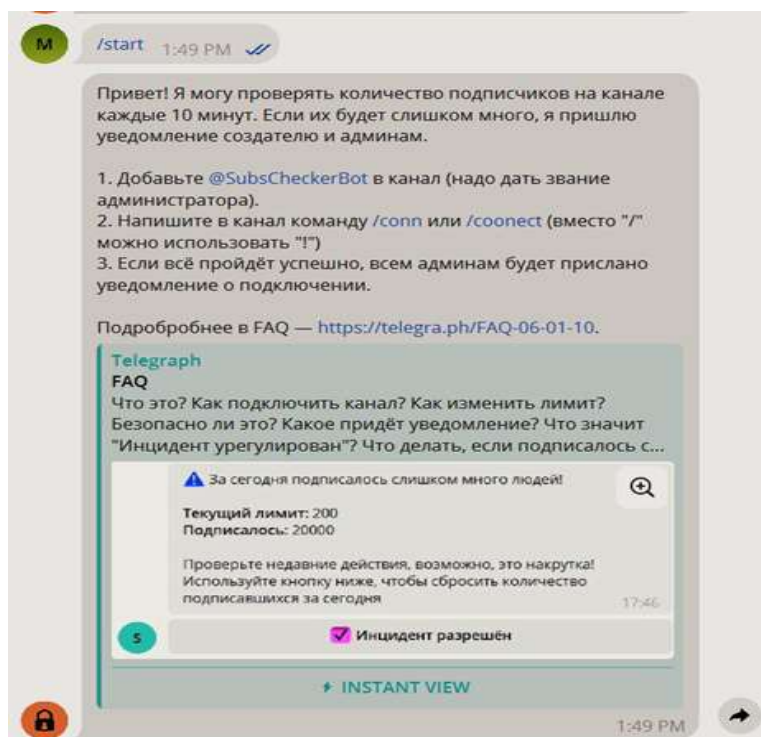 M
/start 1:49 PM
Привет! Я могу проверять количество подписчиков на канале
каждые 10 минут. Если их будет слишком много, я пришлю
уведомление создателю и админам.
1. Добавьте @SubsCheckerBot в канал (надо дать звание
администратора).
2. Напишите в канал команду /conn или /coonect (вместо "/"
можно использовать "!")
3. Если всё пройдёт успешно, всем админам будет прислано
уведомление о подключении.
Подробробнее в FAQ — https://telegra.ph/FAQ-06-01-10.
Telegraph
FAQ
Что это? Как подключить канал? Как изменить лимит?
Безопасно ли это? Какое придёт уведомление? Что значит
"Инцидент урегулирован"? Что делать, если подписалось с...
За сегодня подписалось слишком много людей!
Текущий лимит: 200
Подписалось: 20000
Проверьте недавние действия, возможно, это накрутка!
Используйте кнопку ниже, чтобы сбросить количество
подписавшихся за сегодня
17:46
S
Инцидент разрешён
INSTANT VIEW
1:49 PM